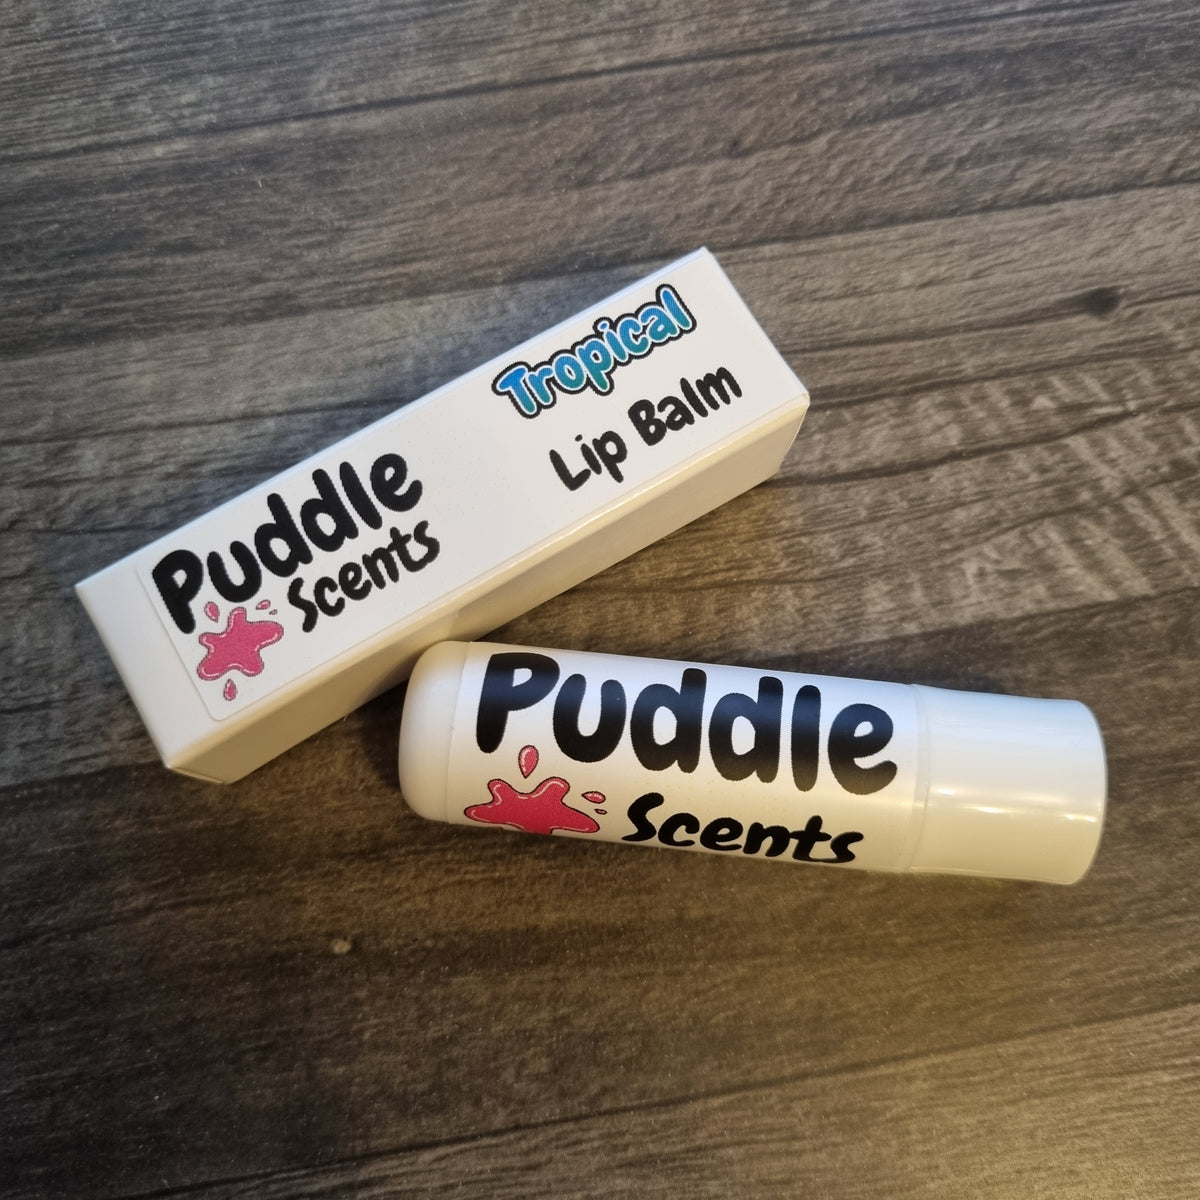 Tropical
Lip Balm
Puddle
Scents
Puddle
Scents